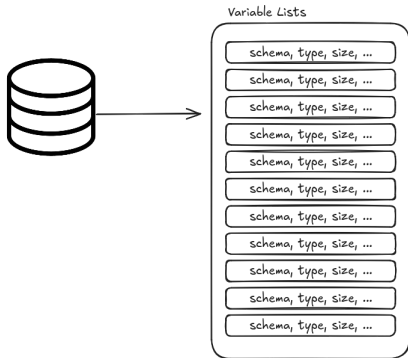 Variable Lists
schema, type, size, ...
schema, type, size, ...
schema, type, size, ...
schema, type, size, ...
schema, type, size, ...
schema, type, size, ...
schema, type, size, ...
schema, type, size, ...
schema, type, size, ...
schema, type, size, ...
schema, type, size, ...